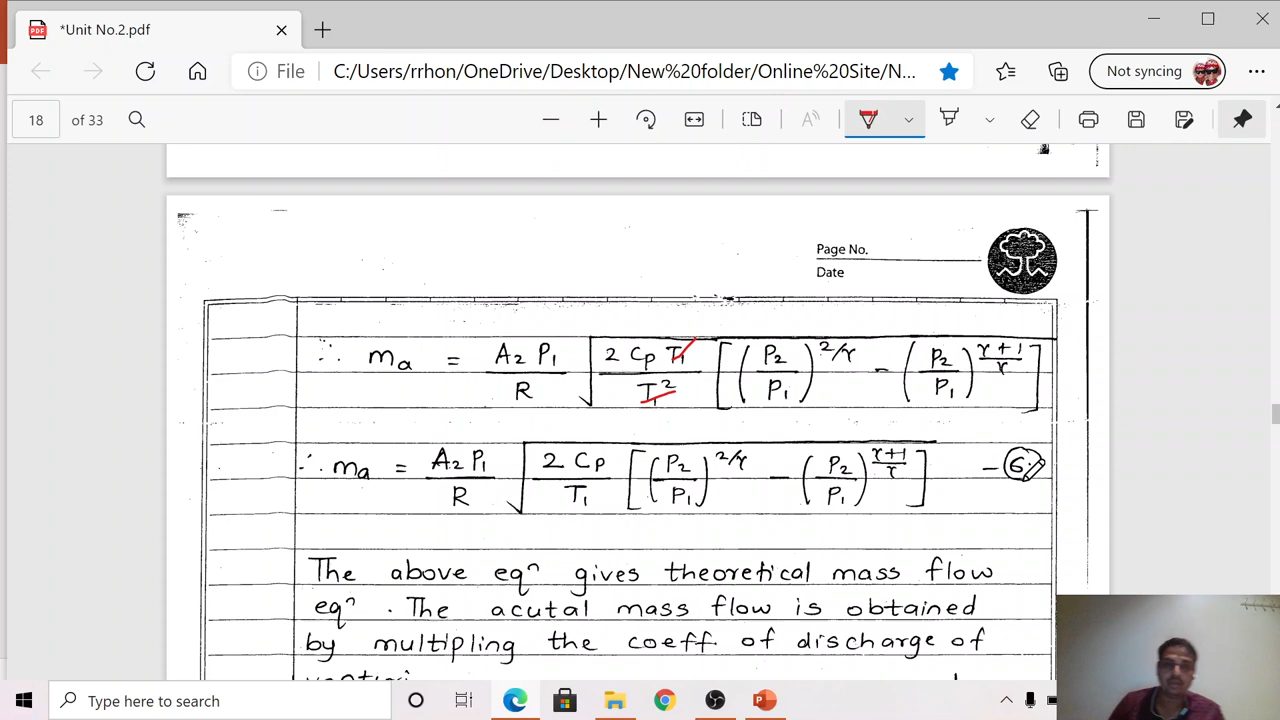 *Unit No.2.pdf
File C:/Users/rrhon/OneDrive/Desktop/New%20folder/Online%20Site/N... Not syncing
18 of 33
Page No.
Date
∴ ma = A2 P1 / R √ 2 Cp T1 / T1² [ (P2/P1)^2/r - (P2/P1)^r+1/r ]
∴ ma = A2 P1 / R √ 2 Cp / T1 [ (P2/P1)^2/r - (P2/P1)^r+1/r ] - 6
The above eqⁿ gives theoretical mass flow
eqⁿ . The acutal mass flow is obtained
by multipling the coeff. of discharge of
Type here to search